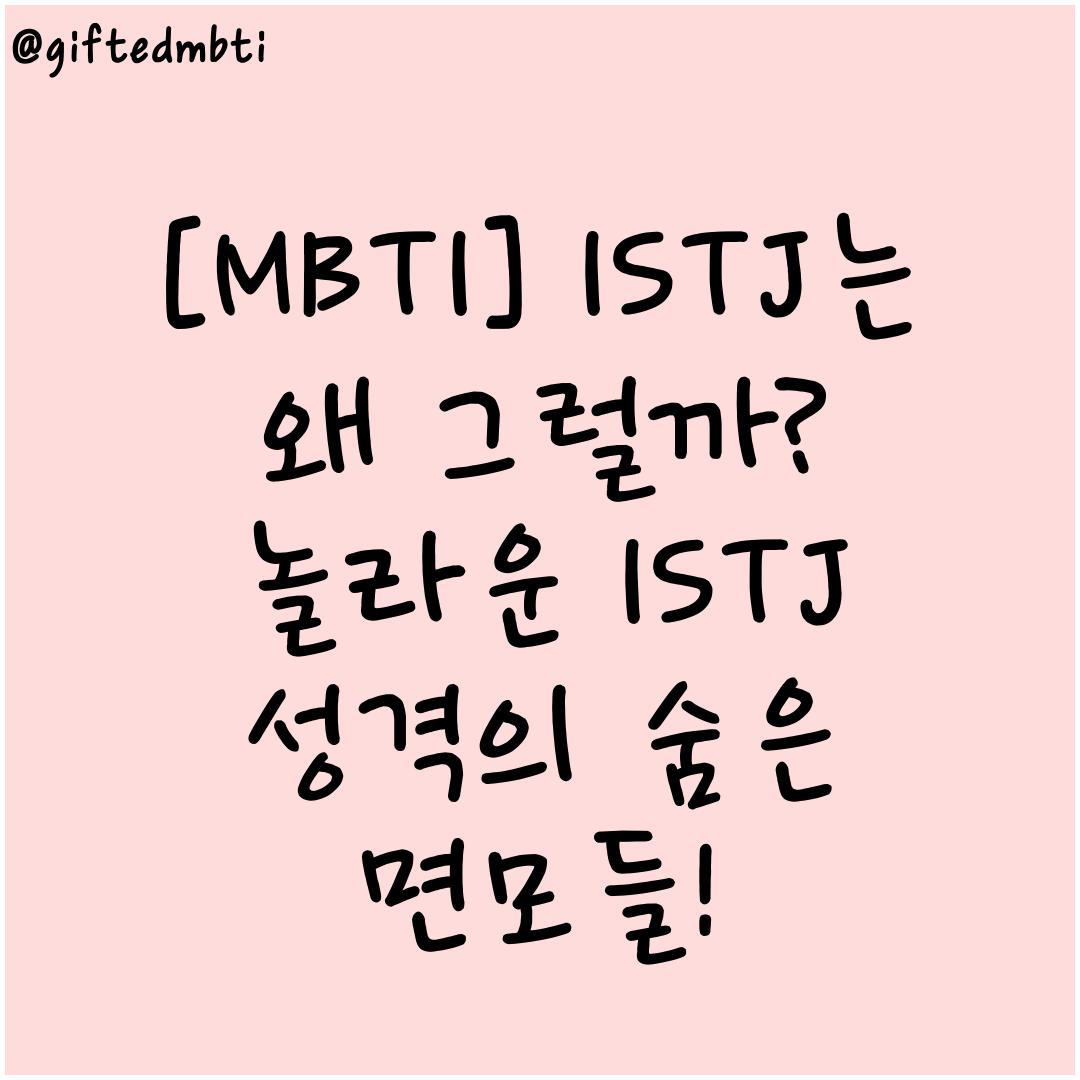 @giftedmbti
[MBTI] ISTJ는
왜 그럴까?
놀라운 ISTJ
성격의 숨은
면모들!